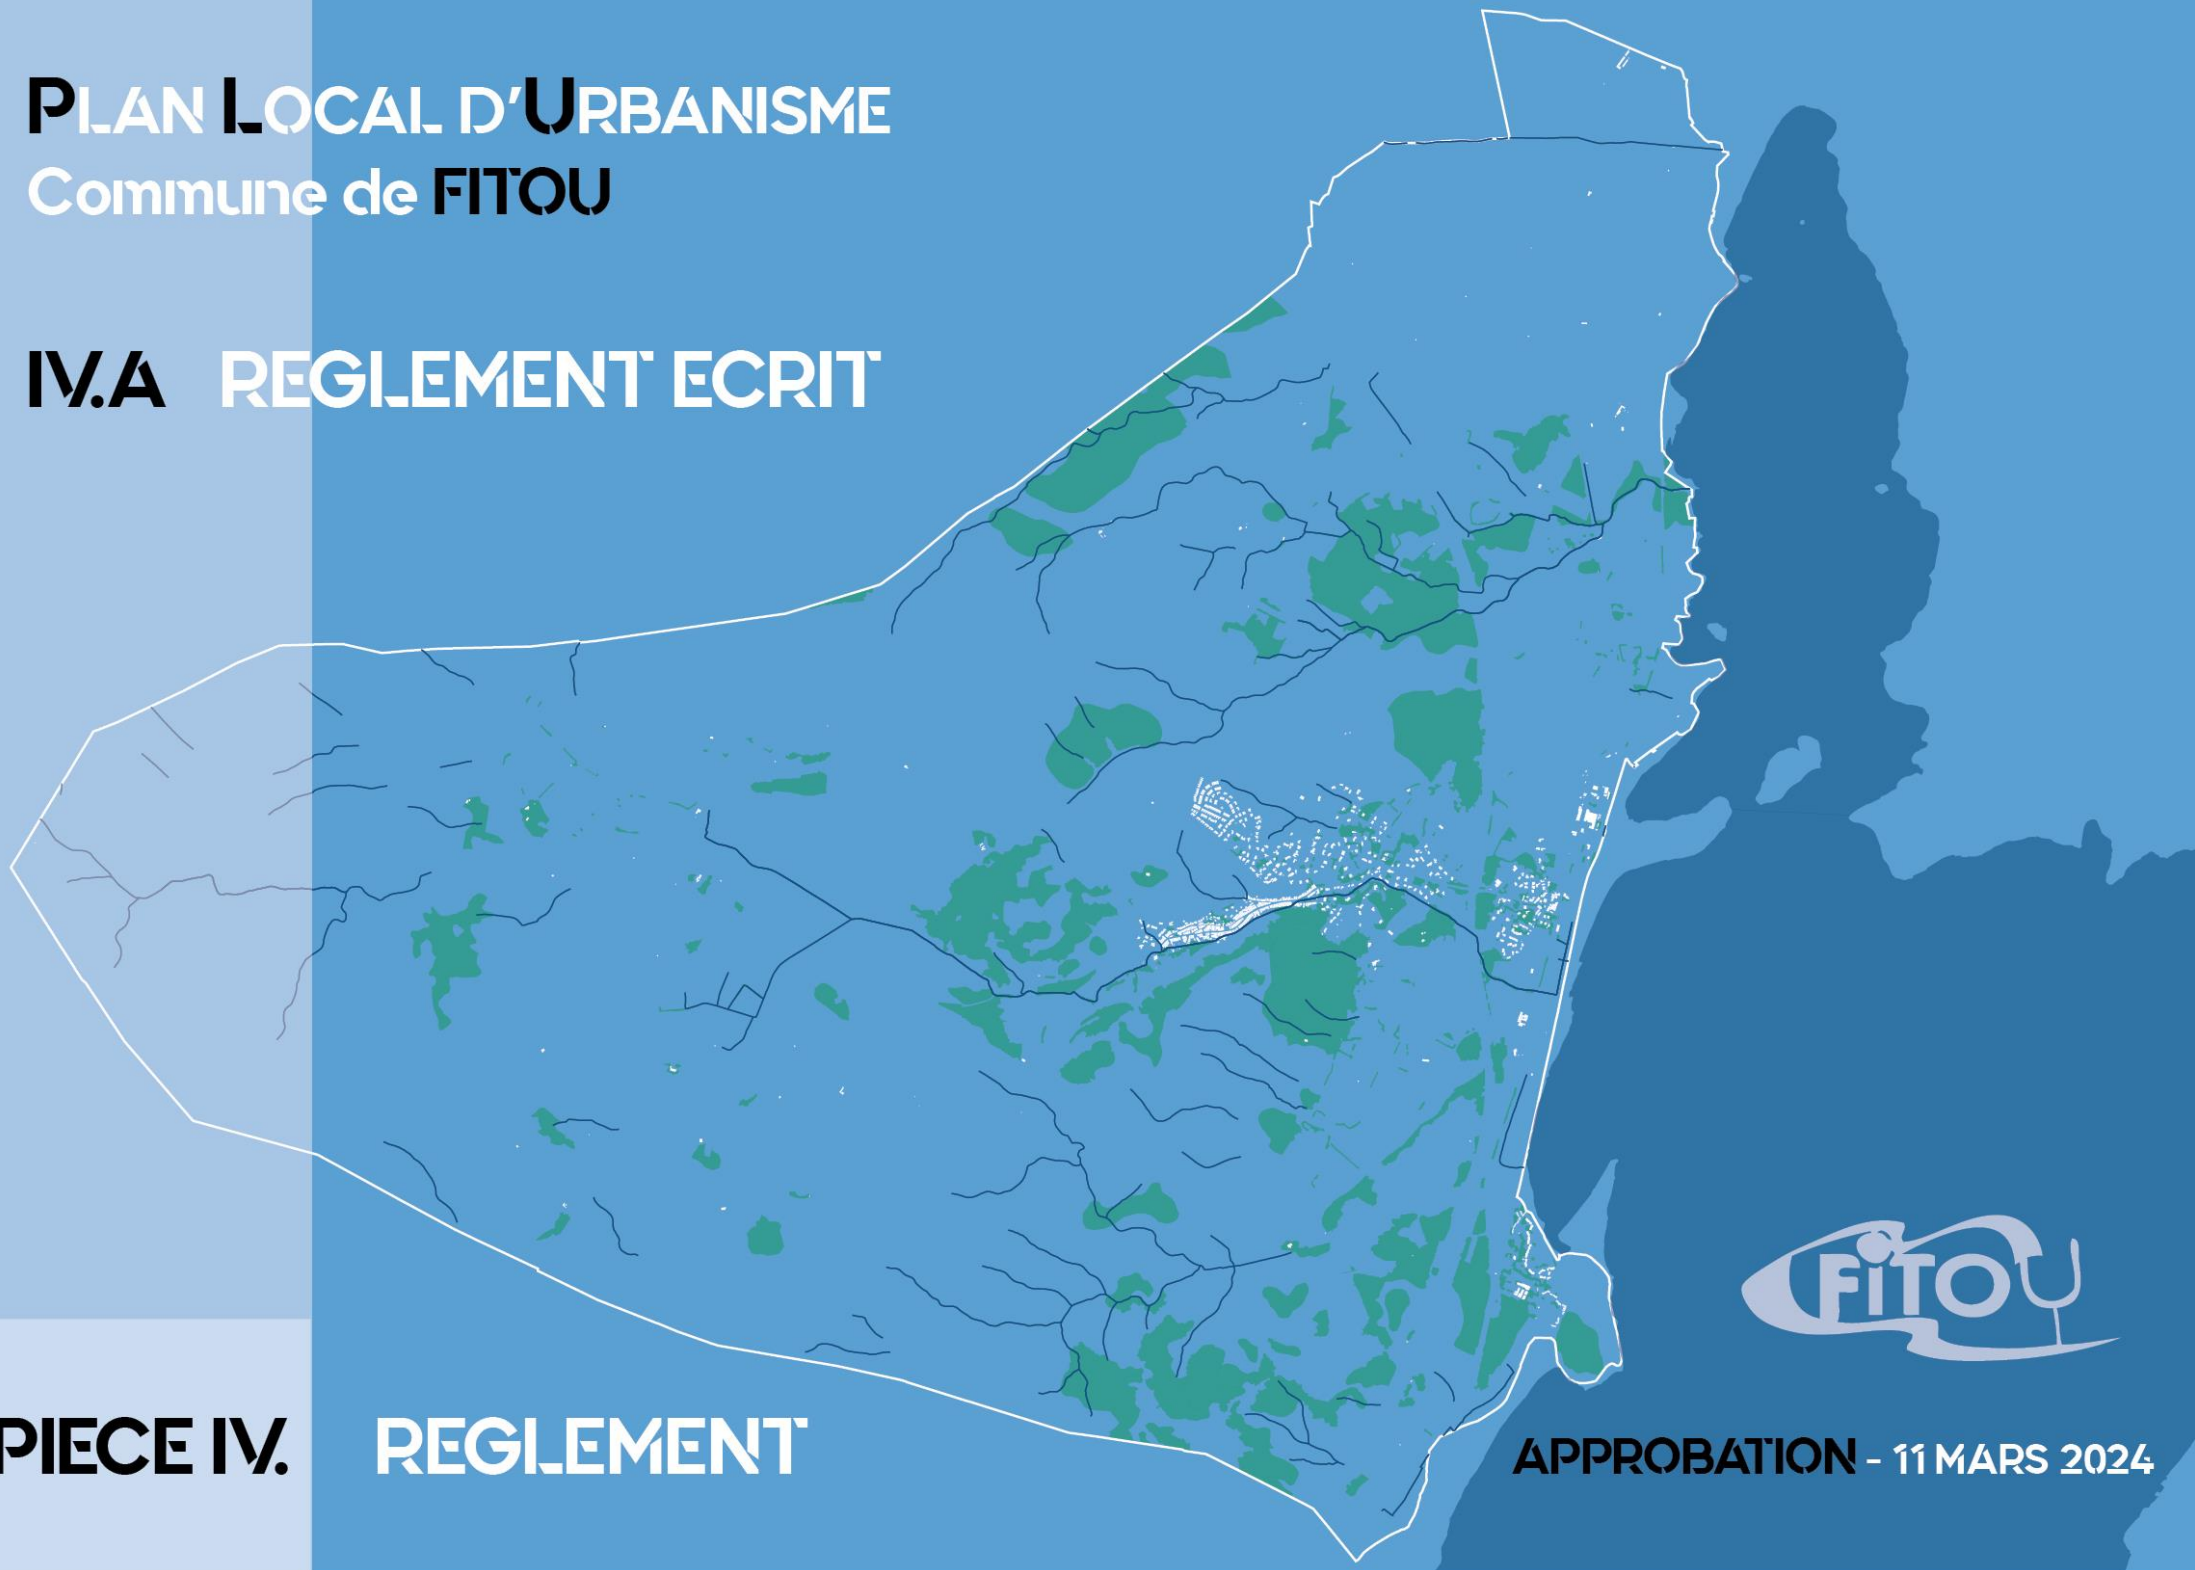 PLAN LOCAL D'URBANISME
Commune de FITOU
IV.A REGLEMENT ECRIT
FiTOU
PIECE IV. REGLEMENT
APPROBATION - 11 MARS 2024